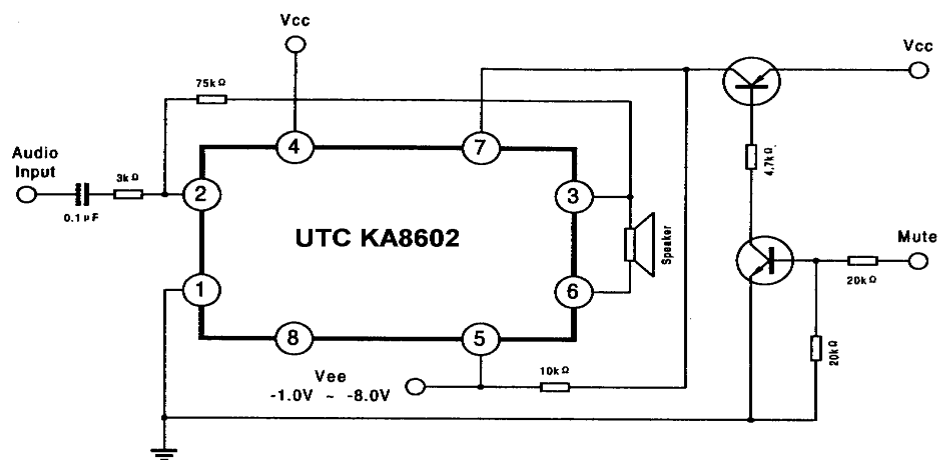 Vcc
Vcc
75kΩ
4
7
Audio
Input
3kΩ
0.1μF
2
3
4.7kΩ
UTC KA8602
Speaker
Mute
1
6
20kΩ
8
5
20kΩ
Vee
-1.0V ~ -8.0V
10kΩ